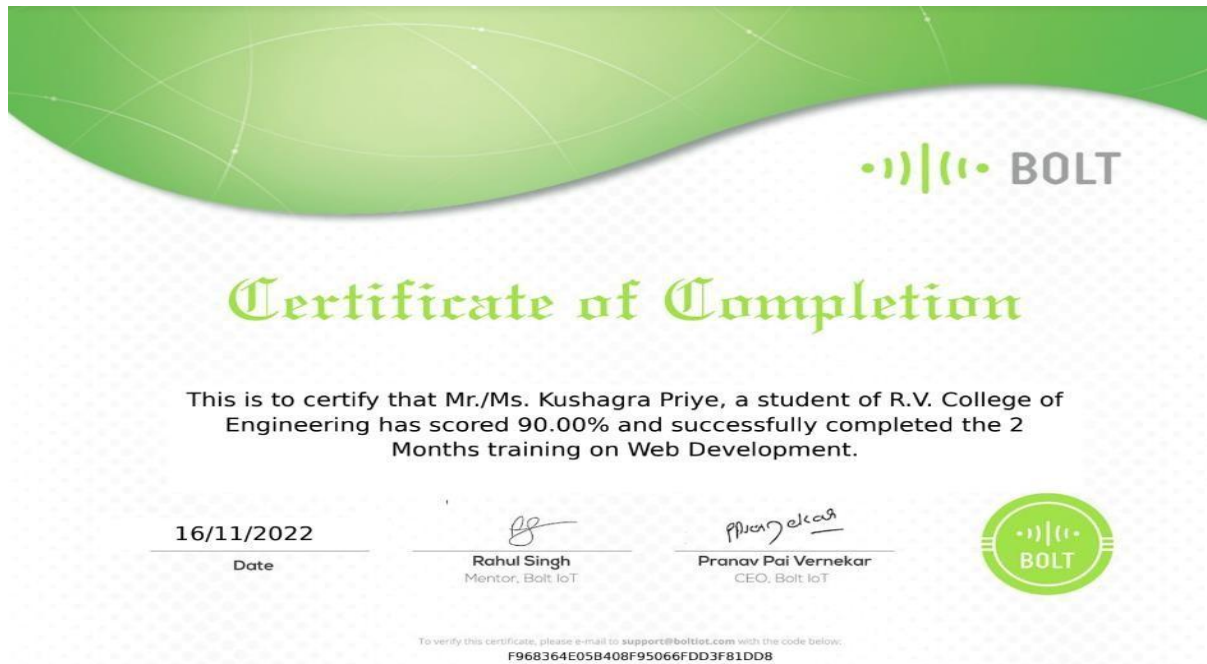 BOLT
Certificate of Completion
This is to certify that Mr./Ms. Kushagra Priye, a student of R.V. College of
Engineering has scored 90.00% and successfully completed the 2
Months training on Web Development.
16/11/2022
Date
Rahul Singh
Mentor, Bolt IoT
Pranav Pai Vernekar
CEO, Bolt IoT
BOLT
To verify this certificate, please e-mail to support@boltiot.com with the code below:
F968364E05B408F95066FDD3F81DD8